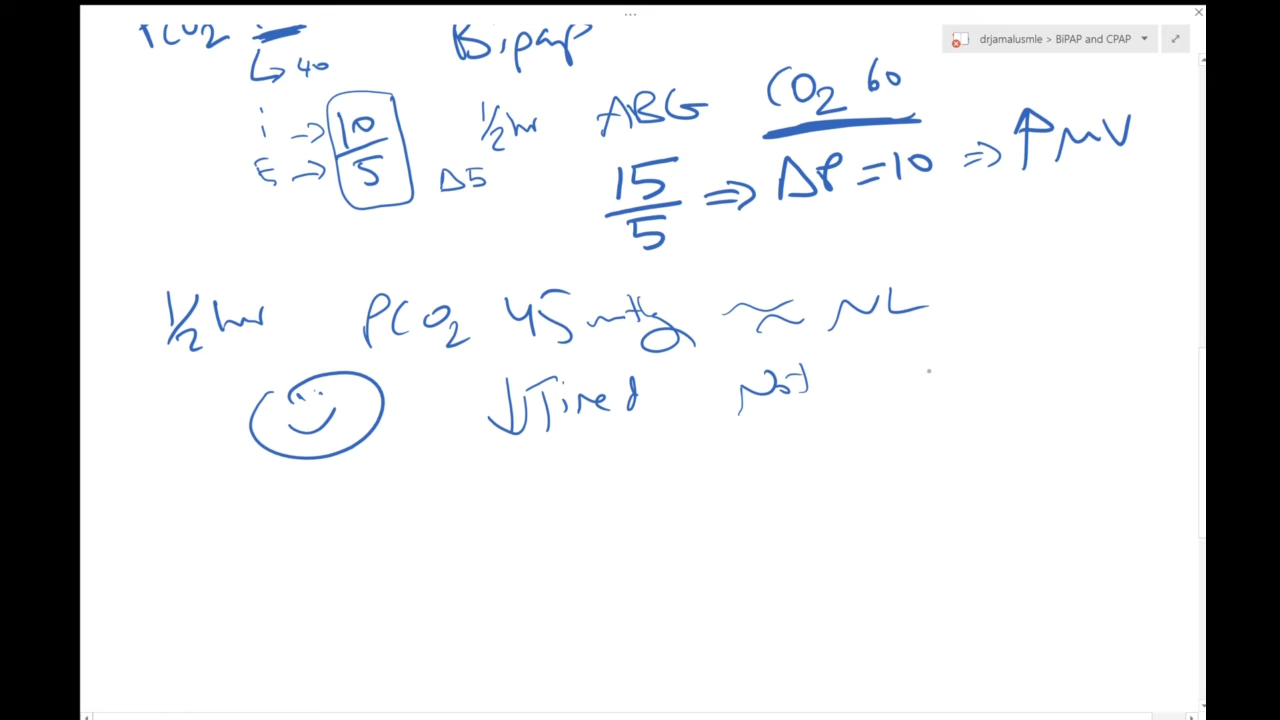 drjamalusmle > BiPAP and CPAP
PCO2 Bipap
↳ 40
i → 10
E → 5 Δ5
1/2 hr ABG CO2 60
15/5 ⇒ ΔP = 10 ⇒ ↑ MV
1/2 hr PCO2 45 mmHg ≈ NL
↓ Tired Not